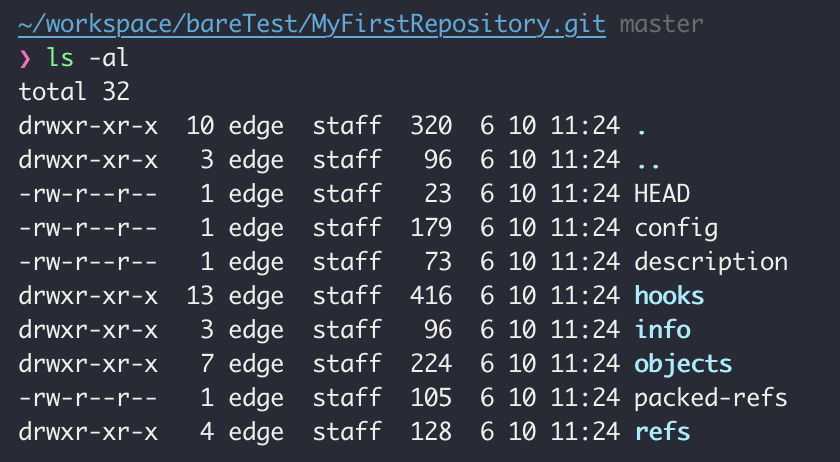 ~/workspace/bareTest/MyFirstRepository.git master
❯ ls -al
total 32
drwxr-xr-x  10 edge  staff  320  6 10 11:24 .
drwxr-xr-x   3 edge  staff   96  6 10 11:24 ..
-rw-r--r--   1 edge  staff   23  6 10 11:24 HEAD
-rw-r--r--   1 edge  staff  179  6 10 11:24 config
-rw-r--r--   1 edge  staff   73  6 10 11:24 description
drwxr-xr-x  13 edge  staff  416  6 10 11:24 hooks
drwxr-xr-x   3 edge  staff   96  6 10 11:24 info
drwxr-xr-x   7 edge  staff  224  6 10 11:24 objects
-rw-r--r--   1 edge  staff  105  6 10 11:24 packed-refs
drwxr-xr-x   4 edge  staff  128  6 10 11:24 refs